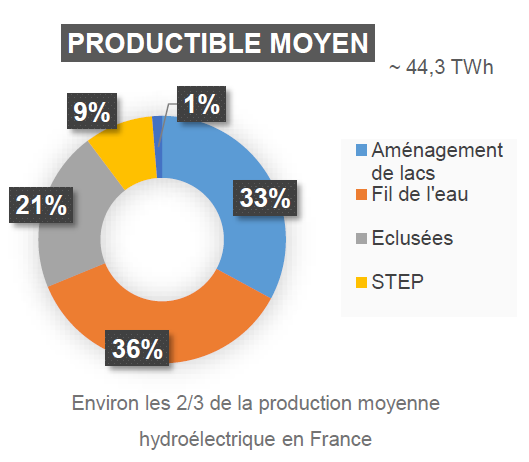 PRODUCTIBLE MOYEN
~ 44,3 TWh
9%
1%
21%
33%
36%
Aménagement
de lacs
Fil de l'eau
Eclusées
STEP
Environ les 2/3 de la production moyenne
hydroélectrique en France